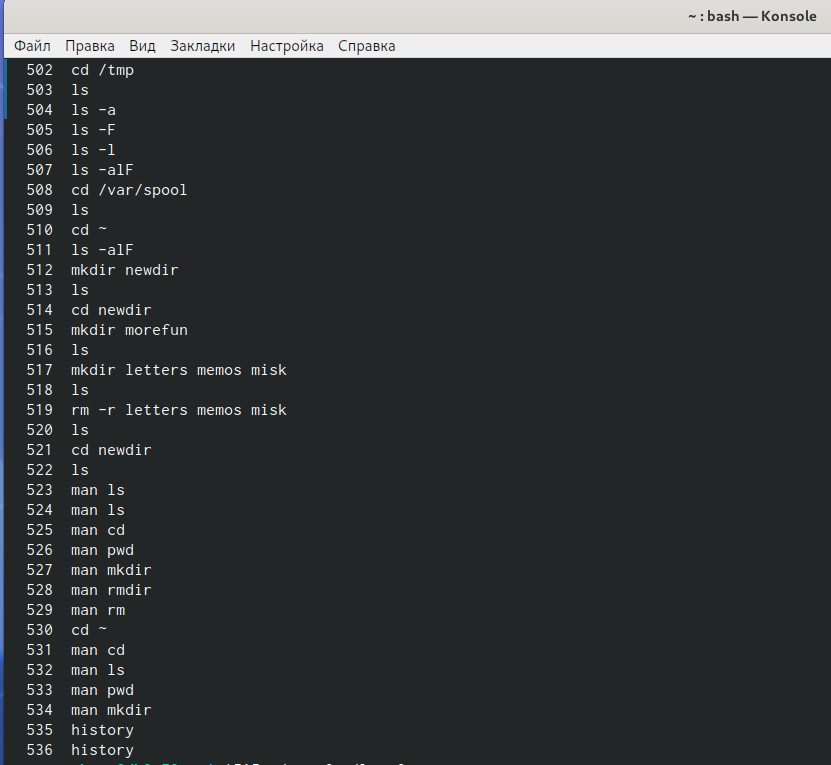 ~ : bash — Konsole
Файл Правка Вид Закладки Настройка Справка
502 cd /tmp
503 ls
504 ls -a
505 ls -F
506 ls -l
507 ls -alF
508 cd /var/spool
509 ls
510 cd ~
511 ls -alF
512 mkdir newdir
513 ls
514 cd newdir
515 mkdir morefun
516 ls
517 mkdir letters memos misk
518 ls
519 rm -r letters memos misk
520 ls
521 cd newdir
522 ls
523 man ls
524 man ls
525 man cd
526 man pwd
527 man mkdir
528 man rmdir
529 man rm
530 cd ~
531 man cd
532 man ls
533 man pwd
534 man mkdir
535 history
536 history